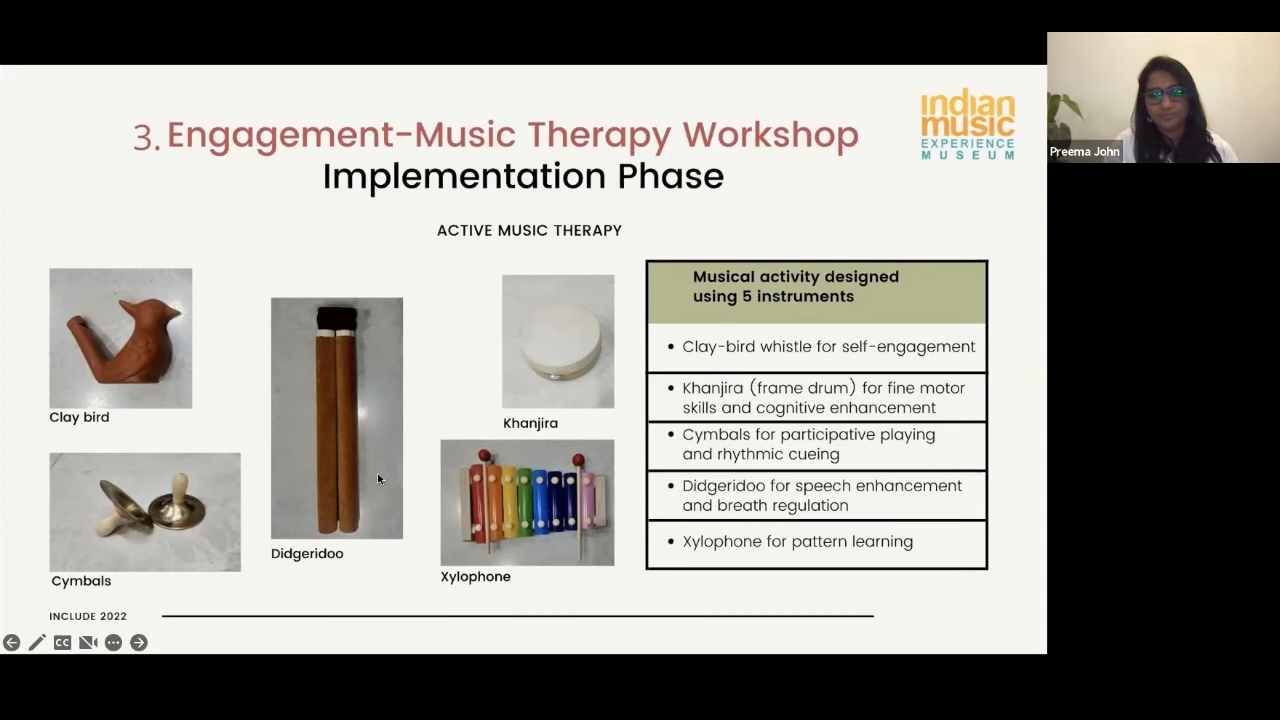 3. Engagement-Music Therapy Workshop
Implementation Phase
indian
music
EXPERIENCE
MUSEUM
Preema John
ACTIVE MUSIC THERAPY
Clay bird
Cymbals
Didgeridoo
Khanjira
Xylophone
Musical activity designed
using 5 instruments
• Clay-bird whistle for self-engagement
• Khanjira (frame drum) for fine motor
skills and cognitive enhancement
• Cymbals for participative playing
and rhythmic cueing
• Didgeridoo for speech enhancement
and breath regulation
• Xylophone for pattern learning
INCLUDE 2022
CC